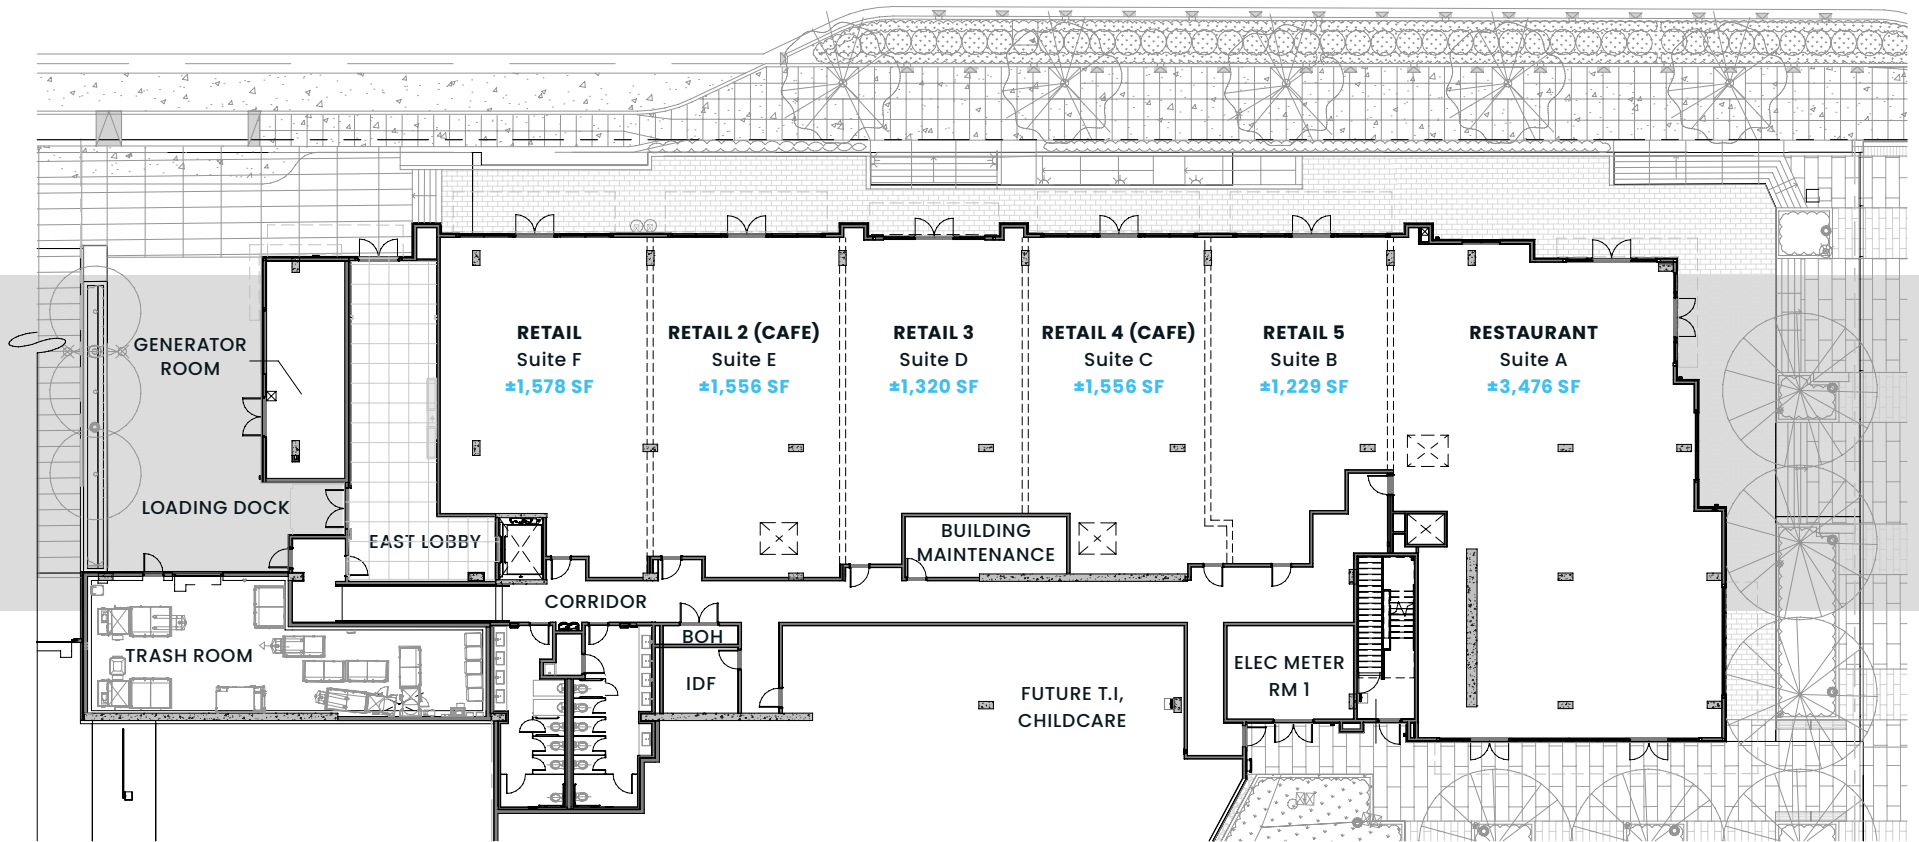 RETAIL
Suite F
±1,578 SF
RETAIL 2 (CAFE)
Suite E
±1,556 SF
RETAIL 3
Suite D
±1,320 SF
RETAIL 4 (CAFE)
Suite C
±1,556 SF
RETAIL 5
Suite B
±1,229 SF
RESTAURANT
Suite A
±3,476 SF
GENERATOR
ROOM
LOADING DOCK
EAST LOBBY
BUILDING
MAINTENANCE
CORRIDOR
TRASH ROOM
BOH
IDF
FUTURE T.I,
CHILDCARE
ELEC METER
RM 1